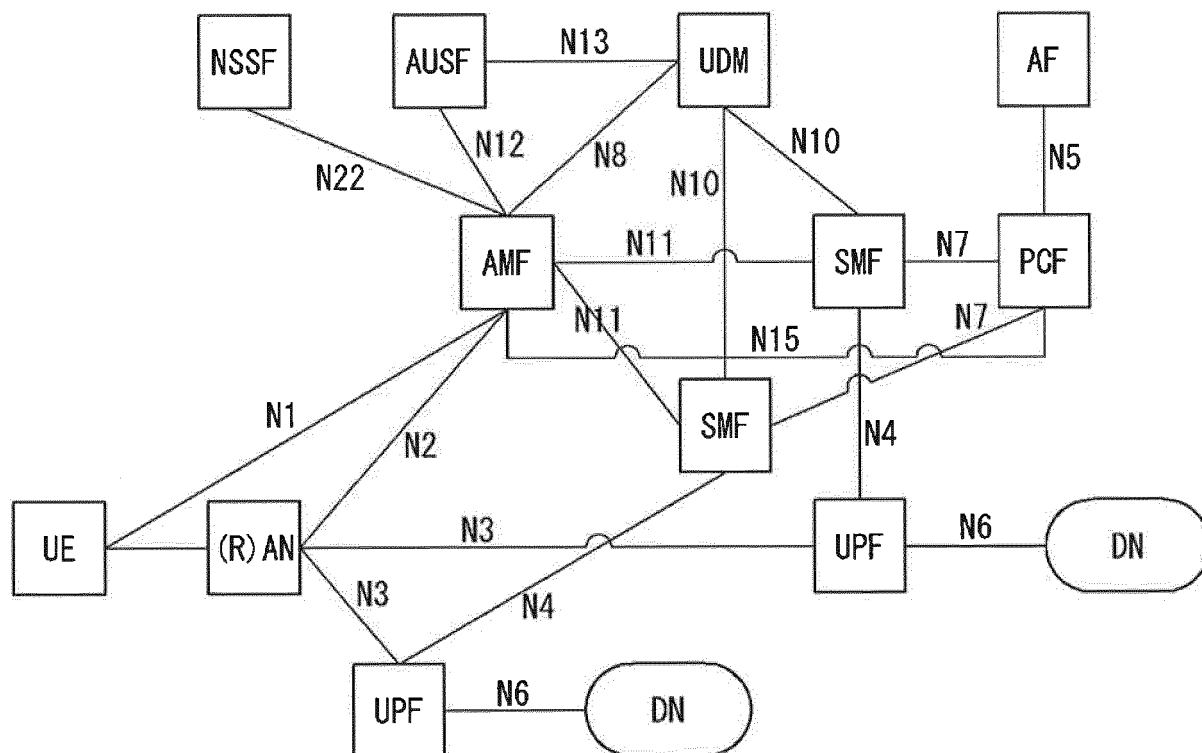 NSSF
AUSF
N13
UDM
AF
N22
N12
N8
N10
N10
N5
AMF
N11
SMF
N7
PCF
N11
N15
N7
N1
N2
SMF
N4
UE
(R)AN
N3
UPF
N6
DN
N3
N4
UPF
N6
DN